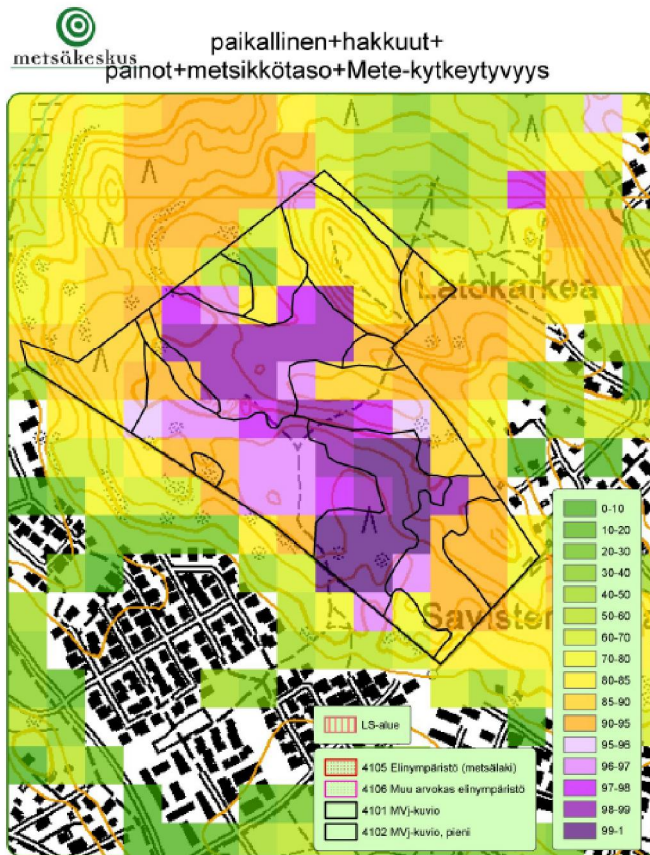 metsäkeskus
paikallinen+hakkuut+
painot+metsikkötaso+Mete-kytkeytyvyys
Latokarkea
0-10
10-20
20-30
30-40
40-50
50-60
60-70
70-80
80-85
85-90
90-95
95-96
96-97
97-98
98-99
99-1
LS-alue
4105 Elinympäristö (metsälaki)
4106 Muu arvokas elinympäristö
4101 MVj-kuvio
4102 MVj-kuvio, pieni